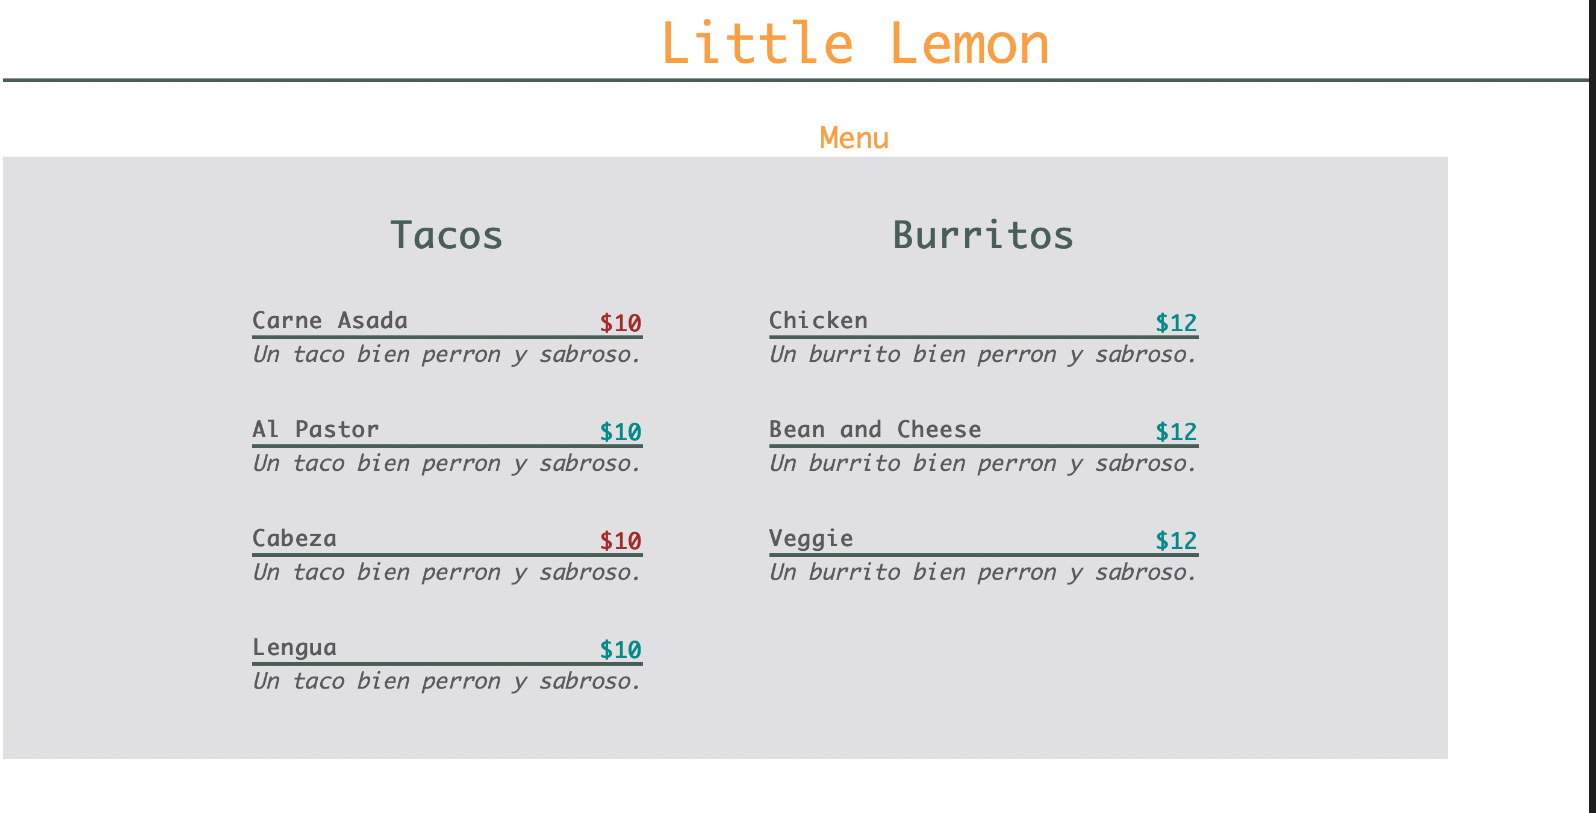 Little Lemon
Menu
Tacos
Carne Asada $10
Un taco bien perron y sabroso.
Al Pastor $10
Un taco bien perron y sabroso.
Cabeza $10
Un taco bien perron y sabroso.
Lengua $10
Un taco bien perron y sabroso.
Burritos
Chicken $12
Un burrito bien perron y sabroso.
Bean and Cheese $12
Un burrito bien perron y sabroso.
Veggie $12
Un burrito bien perron y sabroso.